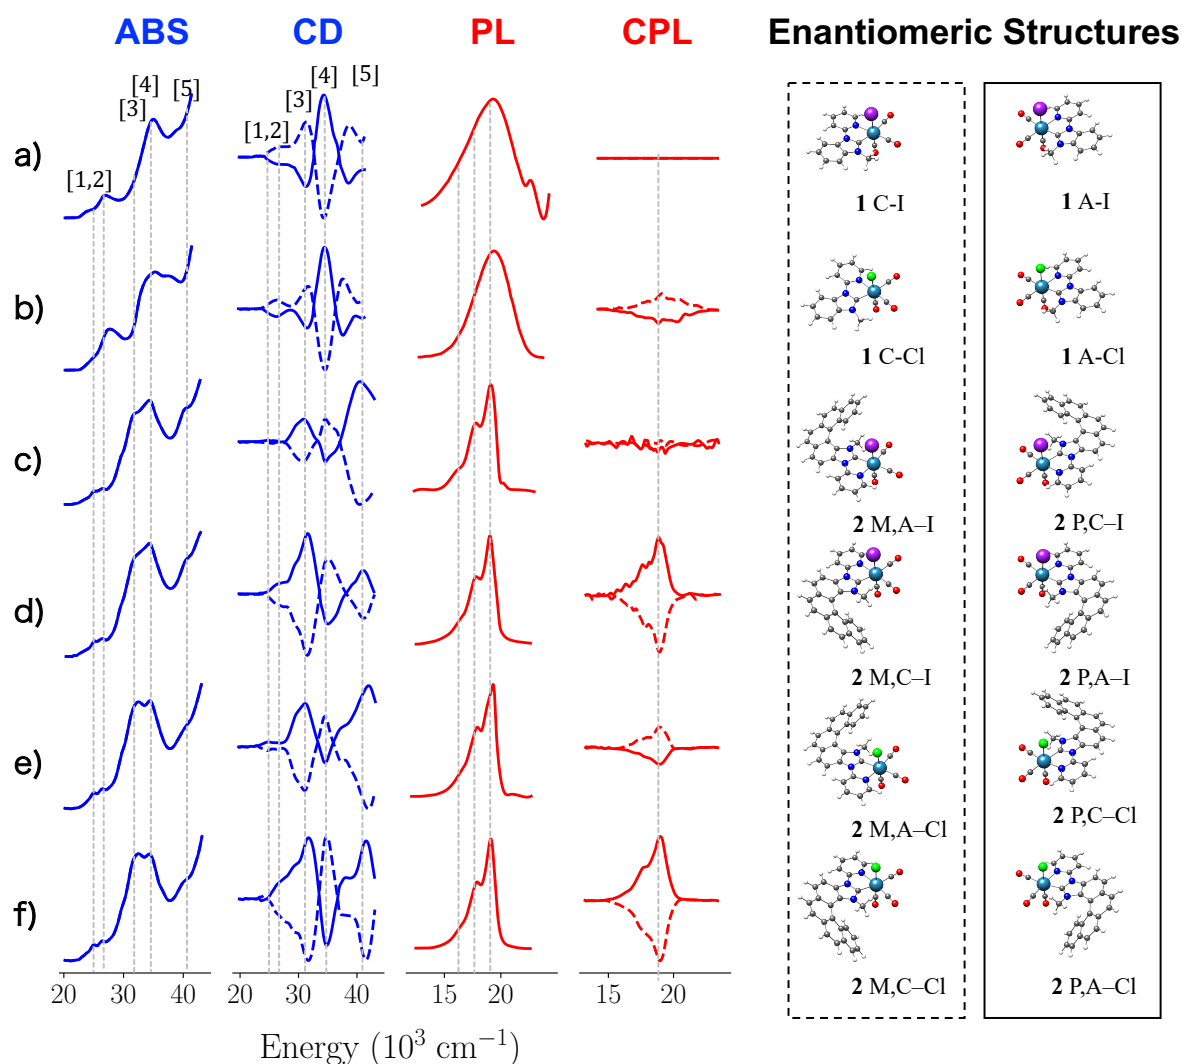 ABS CD PL CPL Enantiomeric Structures
[4] [5] [4] [5]
[3] [3]
[1,2] [1,2]
a)
1 C-I 1 A-I
b)
1 C-Cl 1 A-Cl
c)
2 M,A–I 2 P,C–I
d)
2 M,C–I 2 P,A–I
e)
2 M,A–Cl 2 P,C–Cl
f)
2 M,C–Cl 2 P,A–Cl
20 30 40 20 30 40 15 20 15 20
Energy (10³ cm⁻¹)